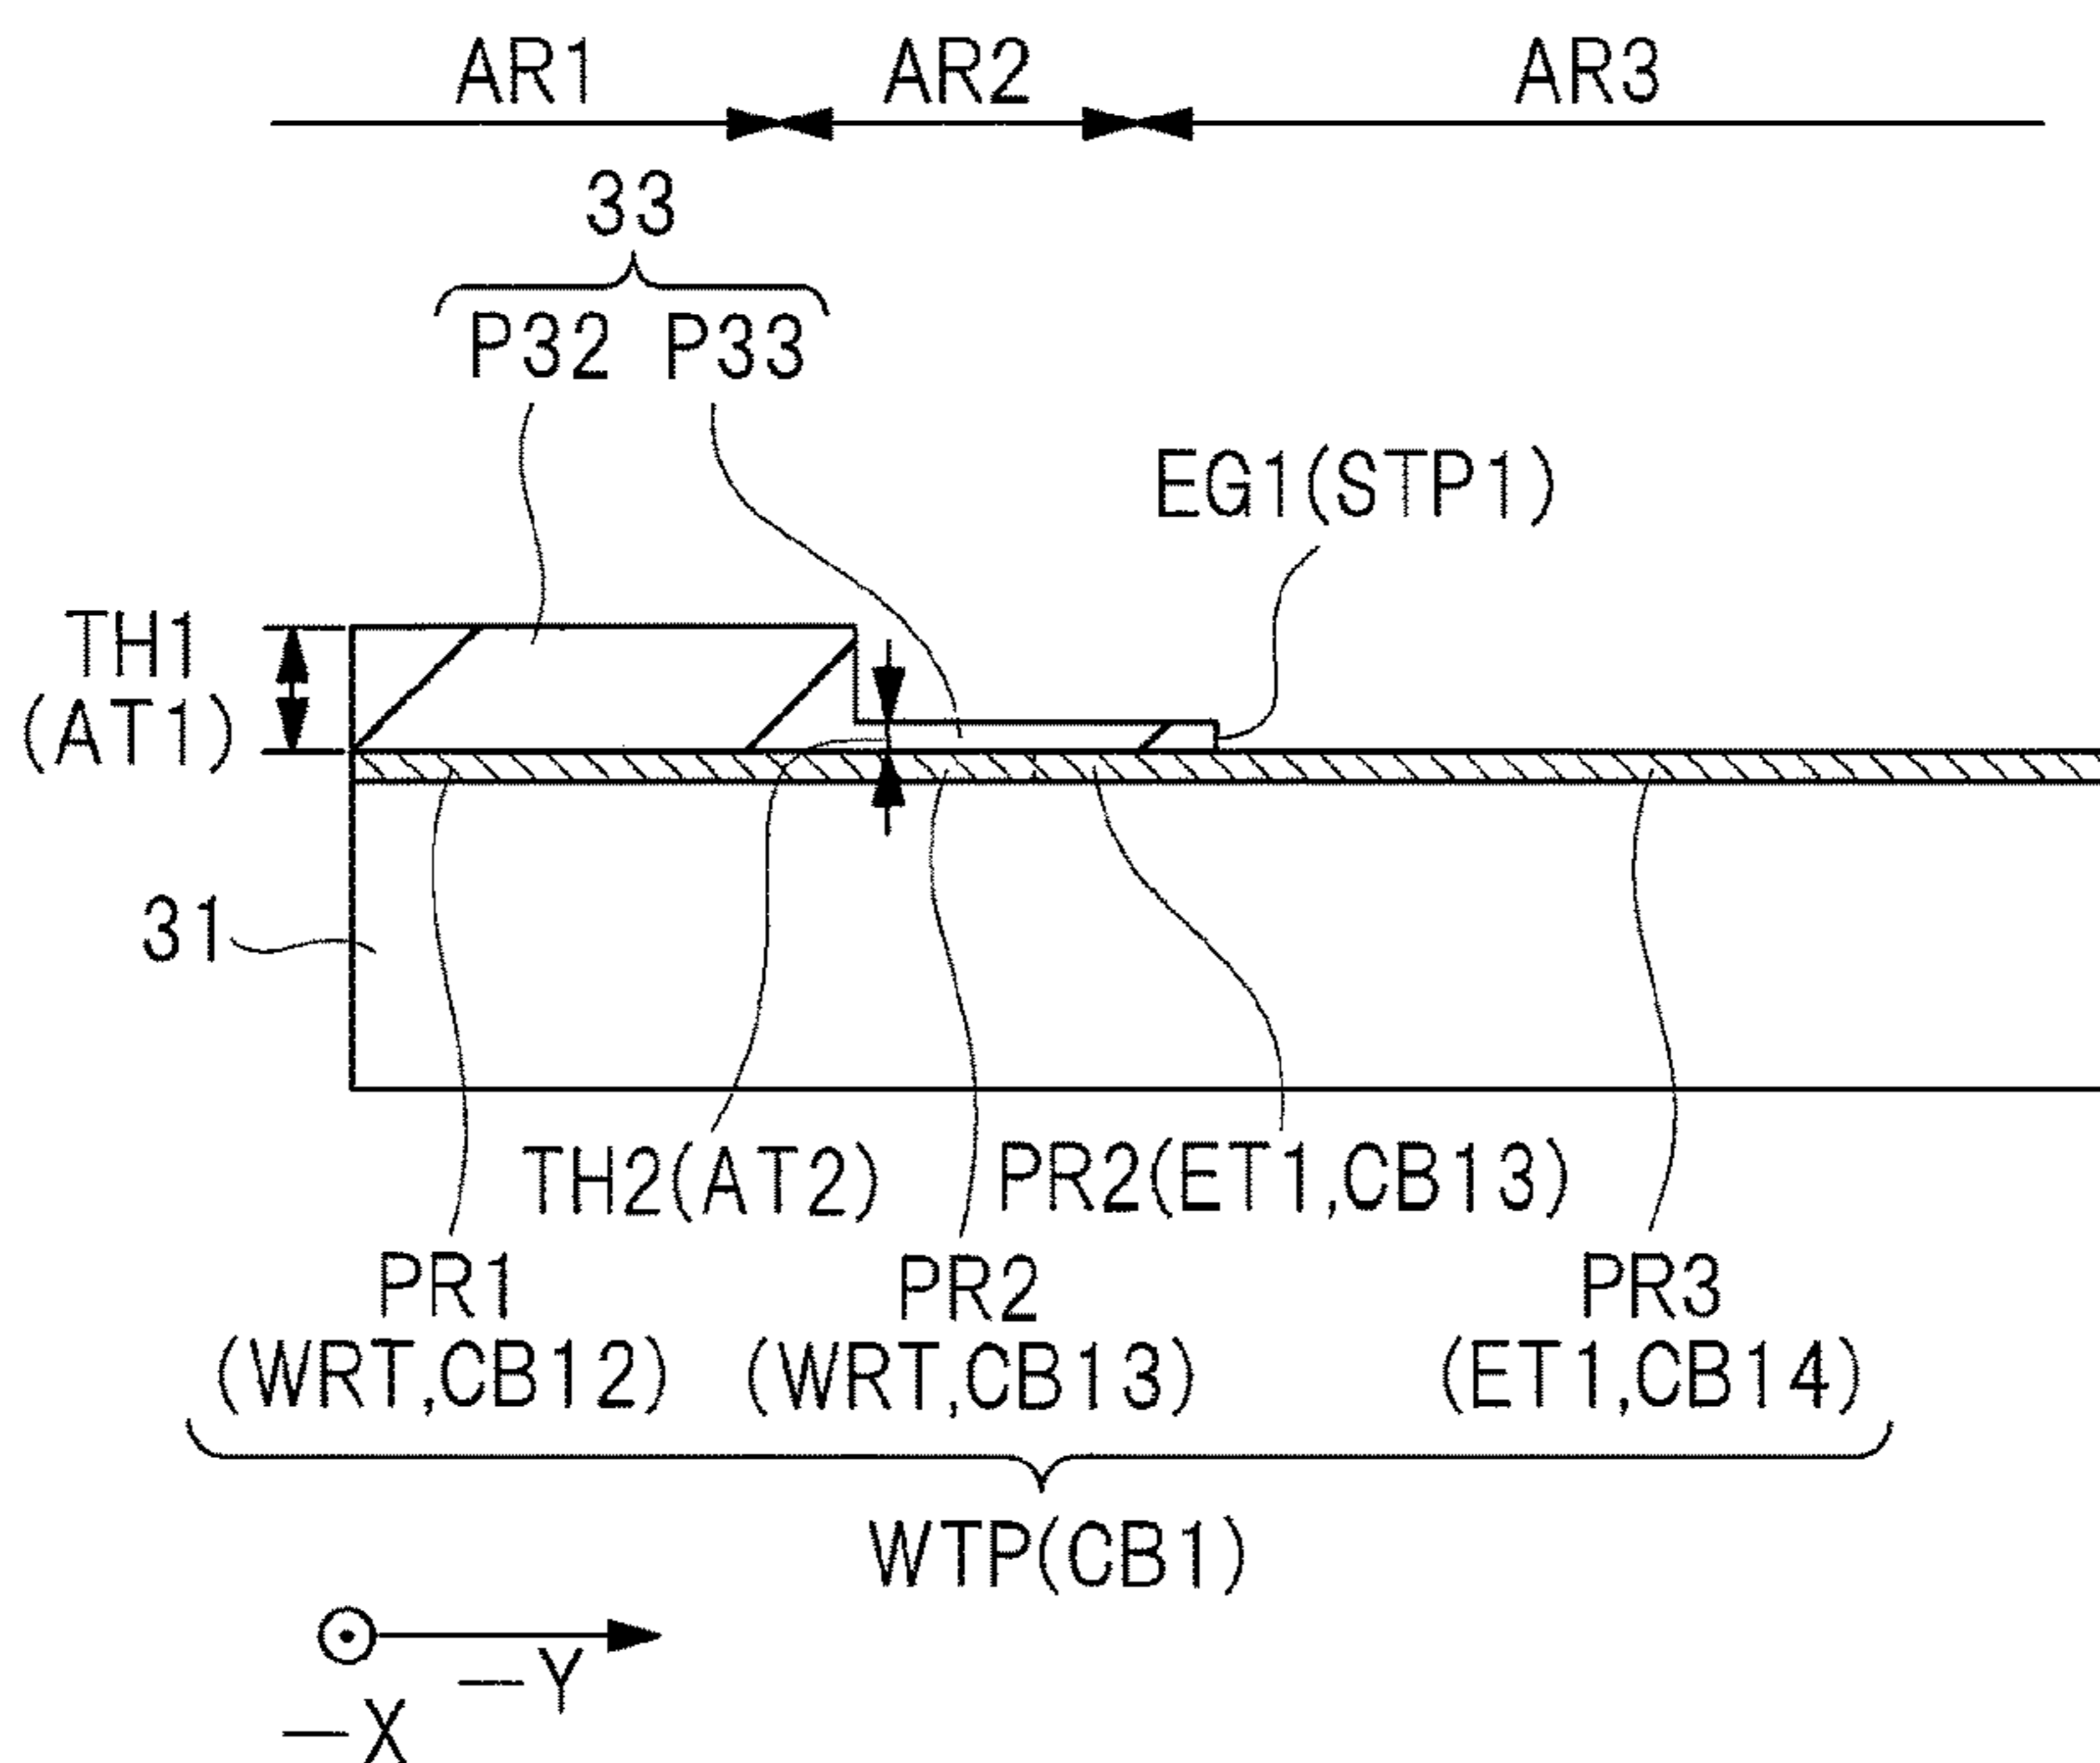 AR1 AR2 AR3
33
P32 P33
EG1(STP1)
TH1
(AT1)
31
TH2(AT2) PR2(ET1,CB13)
PR1 PR2 PR3
(WRT,CB12) (WRT,CB13) (ET1,CB14)
WTP(CB1)
—Y
—X